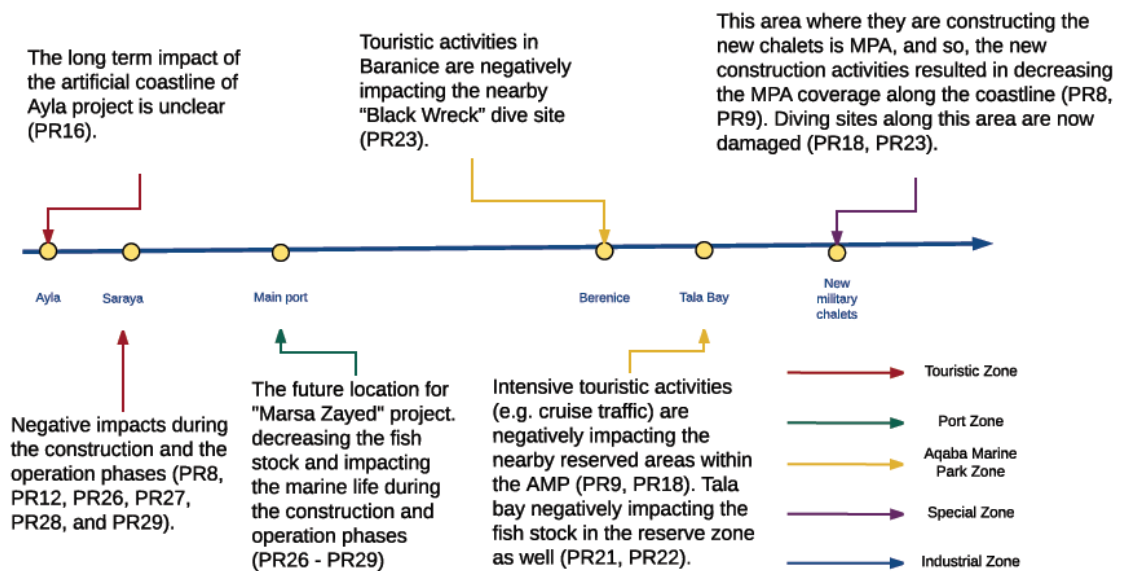 The long term impact of
the artificial coastline of
Ayla project is unclear
(PR16).
Touristic activities in
Baranice are negatively
impacting the nearby
“Black Wreck” dive site
(PR23).
This area where they are constructing the
new chalets is MPA, and so, the new
construction activities resulted in decreasing
the MPA coverage along the coastline (PR8,
PR9). Diving sites along this area are now
damaged (PR18, PR23).
Ayla
Saraya
Main port
Berenice
Tala Bay
New
military
chalets
Negative impacts during
the construction and the
operation phases (PR8,
PR12, PR26, PR27,
PR28, and PR29).
The future location for
"Marsa Zayed" project.
decreasing the fish
stock and impacting
the marine life during
the construction and
operation phases
(PR26 - PR29)
Intensive touristic activities
(e.g. cruise traffic) are
negatively impacting the
nearby reserved areas within
the AMP (PR9, PR18). Tala
bay negatively impacting the
fish stock in the reserve zone
as well (PR21, PR22).
Touristic Zone
Port Zone
Aqaba Marine
Park Zone
Special Zone
Industrial Zone